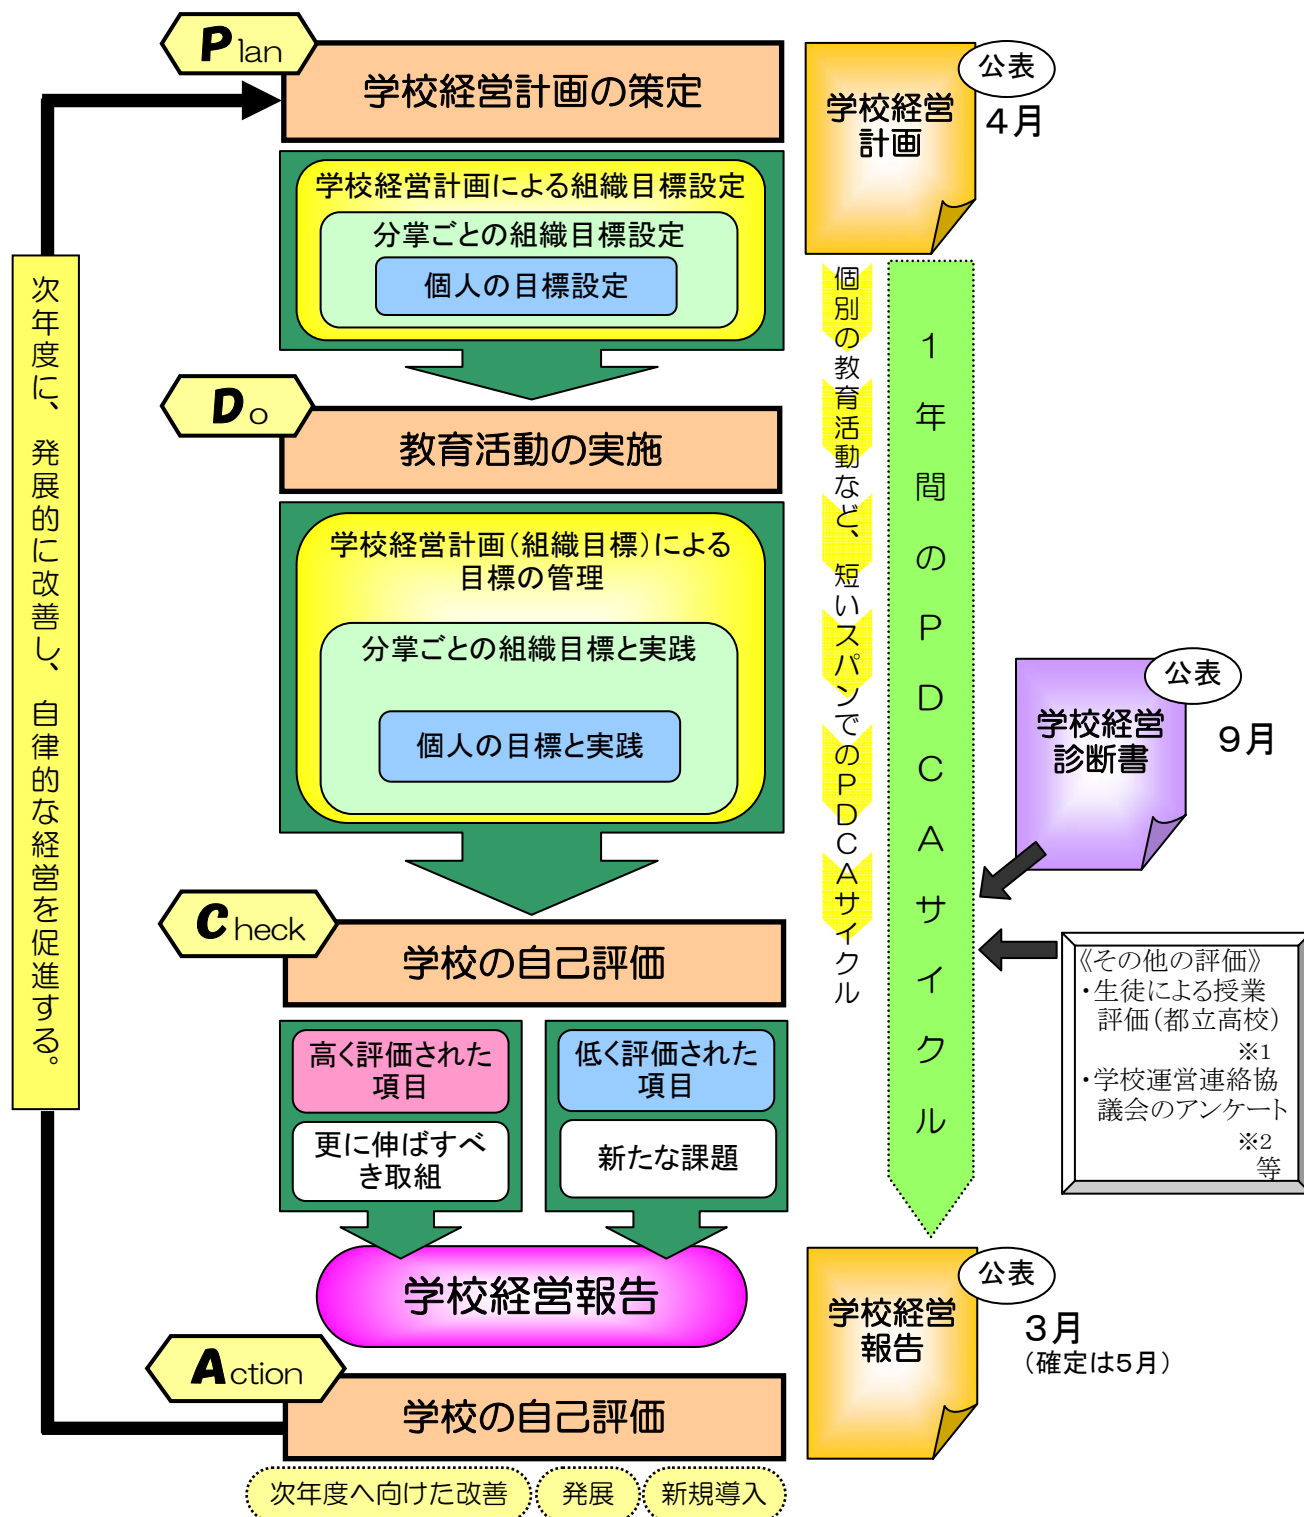 Plan
学校経営計画の策定
学校経営計画による組織目標設定
分掌ごとの組織目標設定
個人の目標設定
Do
教育活動の実施
学校経営計画(組織目標)による
目標の管理
分掌ごとの組織目標と実践
個人の目標と実践
Check
学校の自己評価
高く評価された
項目
更に伸ばすべ
き取組
低く評価された
項目
新たな課題
学校経営報告
Action
学校の自己評価
次年度へ向けた改善
発展
新規導入
次年度に、発展的に改善し、自律的な経営を促進する。
学校経営
計画
公表
4月
個別の教育活動など、短いスパンでのPDCAサイクル
1年間のPDCAサイクル
学校経営
診断書
公表
9月
《その他の評価》
・生徒による授業
評価(都立高校)
※1
・学校運営連絡協
議会のアンケート
※2
等
学校経営
報告
公表
3月
(確定は5月)